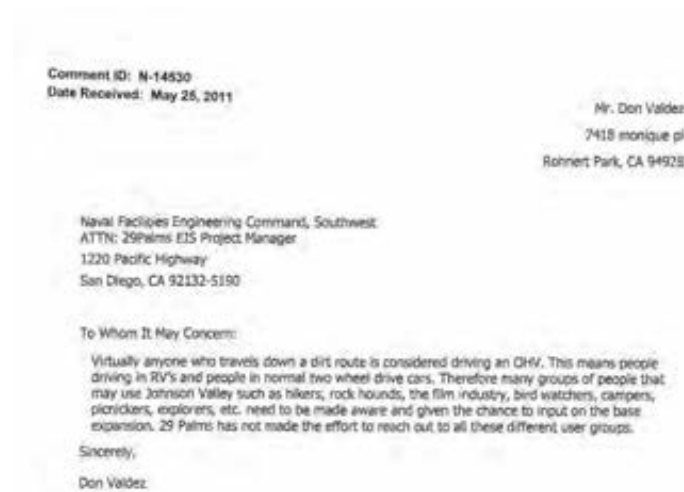 Comment ID: N-14530
Date Received: May 25, 2011
Mr. Don Valdez
7418 monique pl
Rohnert Park, CA 94928
Naval Facilities Engineering Command, Southwest
ATTN: 29Palms EIS Project Manager
1220 Pacific Highway
San Diego, CA 92132-5190
To Whom It May Concern:
Virtually anyone who travels down a dirt route is considered driving an OHV. This means people
driving in RV's and people in normal two wheel drive cars. Therefore many groups of people that
may use Johnson Valley such as hikers, rock hounds, the film industry, bird watchers, campers,
picnickers, explorers, etc. need to be made aware and given the chance to input on the base
expansion. 29 Palms has not made the effort to reach out to all these different user groups.
Sincerely,
Don Valdez